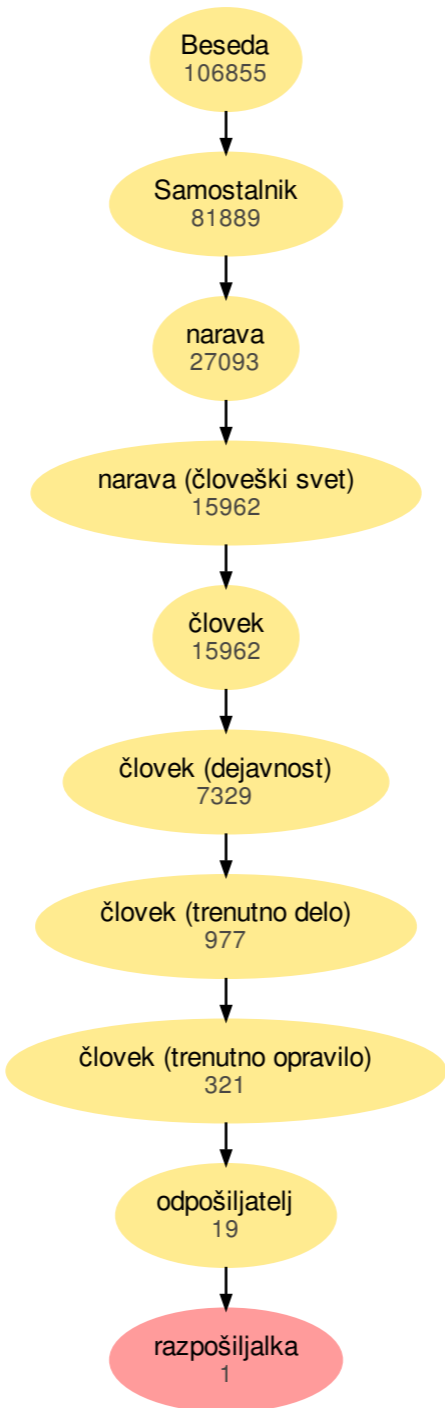 Beseda
106855
Samostalnik
81889
narava
27093
narava (človeški svet)
15962
človek
15962
človek (dejavnost)
7329
človek (trenutno delo)
977
človek (trenutno opravilo)
321
odpošiljatelj
19
razpošiljalka
1